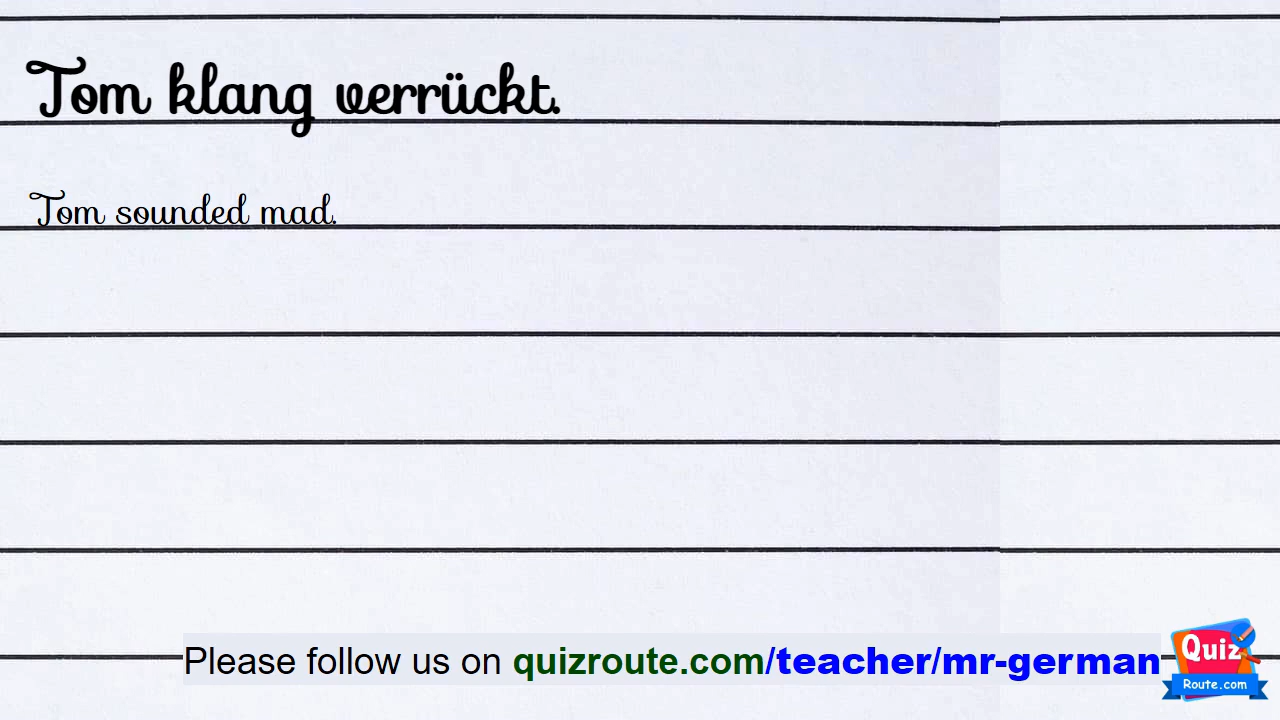 Tom klang verrückt.
Tom sounded mad.
Please follow us on quizroute.com/teacher/mr-german
Quiz
Route.com